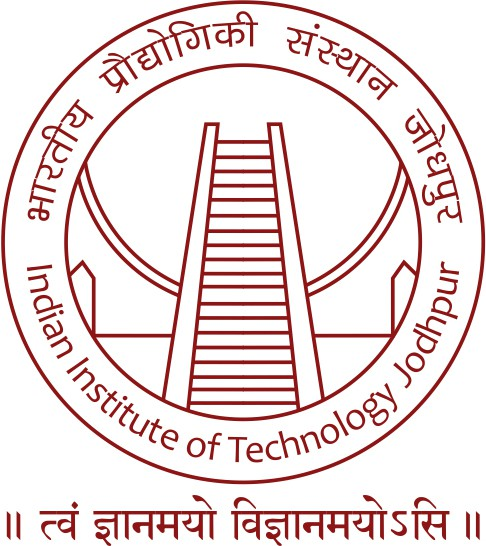 भारतीय प्रौद्योगिकी संस्थान जोधपुर
Indian Institute of Technology Jodhpur
॥ त्वं ज्ञानमयो विज्ञानमयोऽसि ॥